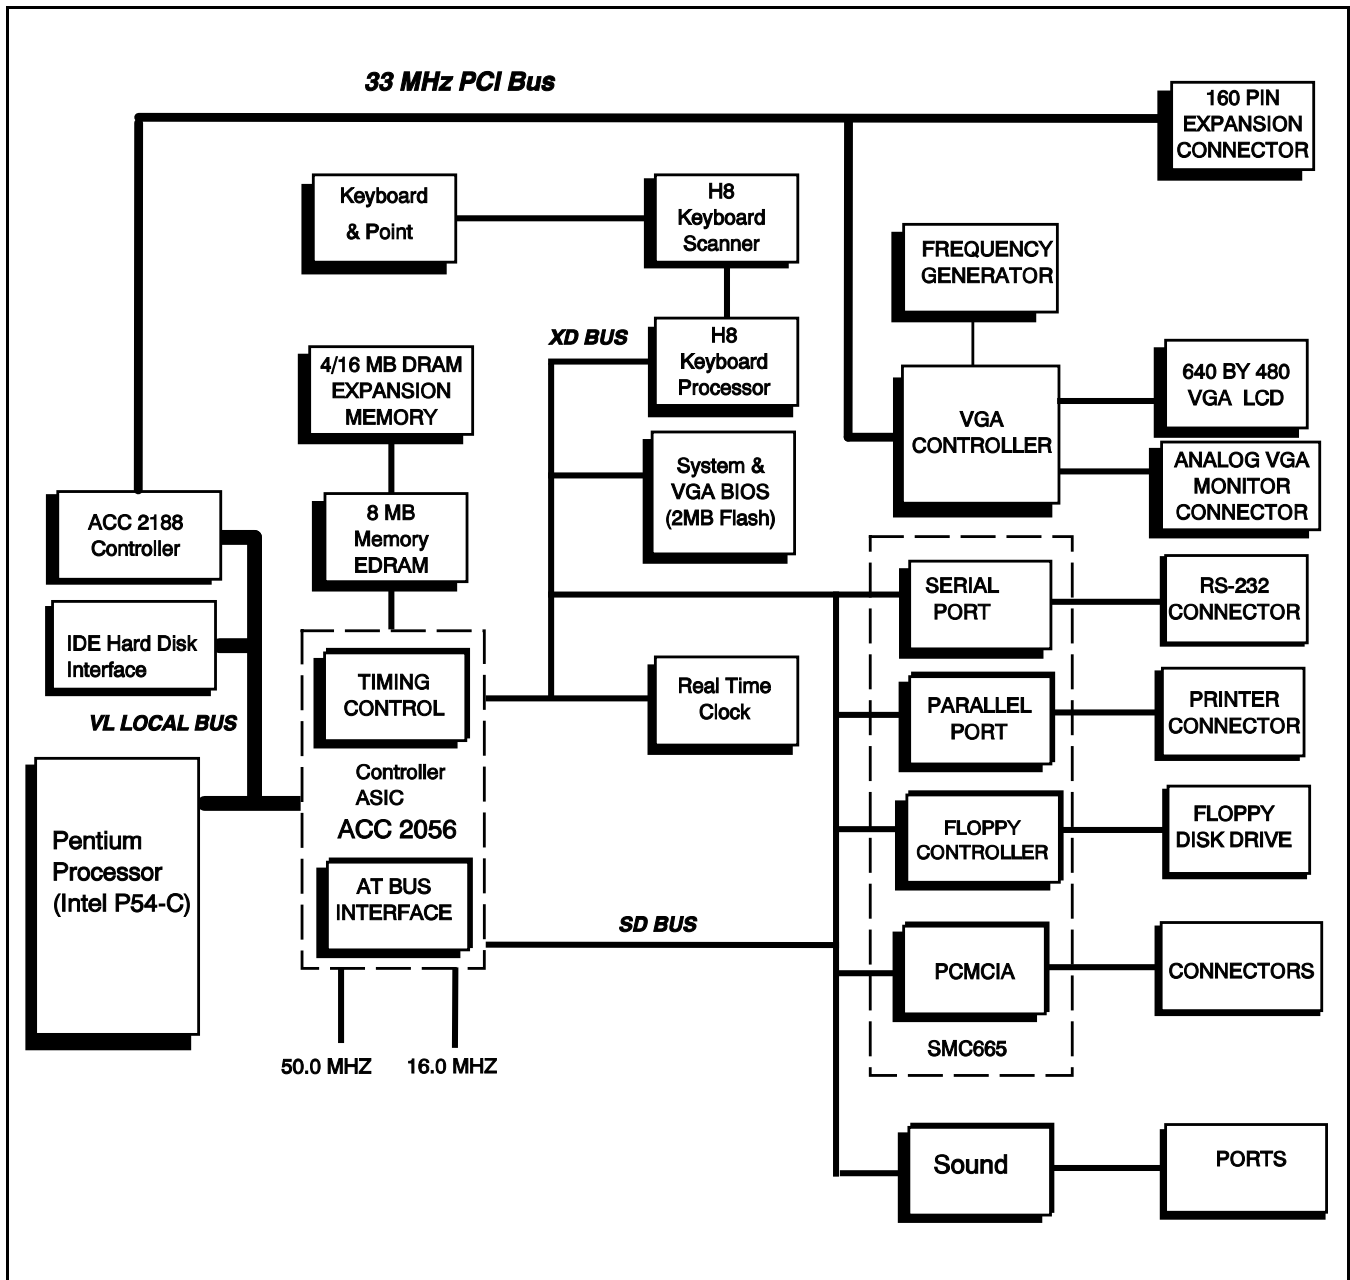 33 MHz PCI Bus
160 PIN
EXPANSION
CONNECTOR
Keyboard
& Point
H8
Keyboard
Scanner
FREQUENCY
GENERATOR
XD BUS
H8
Keyboard
Processor
4/16 MB DRAM
EXPANSION
MEMORY
640 BY 480
VGA LCD
VGA
CONTROLLER
System &
VGA BIOS
(2MB Flash)
ANALOG VGA
MONITOR
CONNECTOR
ACC 2188
Controller
8 MB
Memory
EDRAM
SERIAL
PORT
RS-232
CONNECTOR
IDE Hard Disk
Interface
TIMING
CONTROL
Real Time
Clock
PARALLEL
PORT
PRINTER
CONNECTOR
VL LOCAL BUS
Controller
ASIC
ACC 2056
FLOPPY
CONTROLLER
FLOPPY
DISK DRIVE
Pentium
Processor
(Intel P54-C)
AT BUS
INTERFACE
SD BUS
PCMCIA
CONNECTORS
SMC665
50.0 MHZ
16.0 MHZ
Sound
PORTS